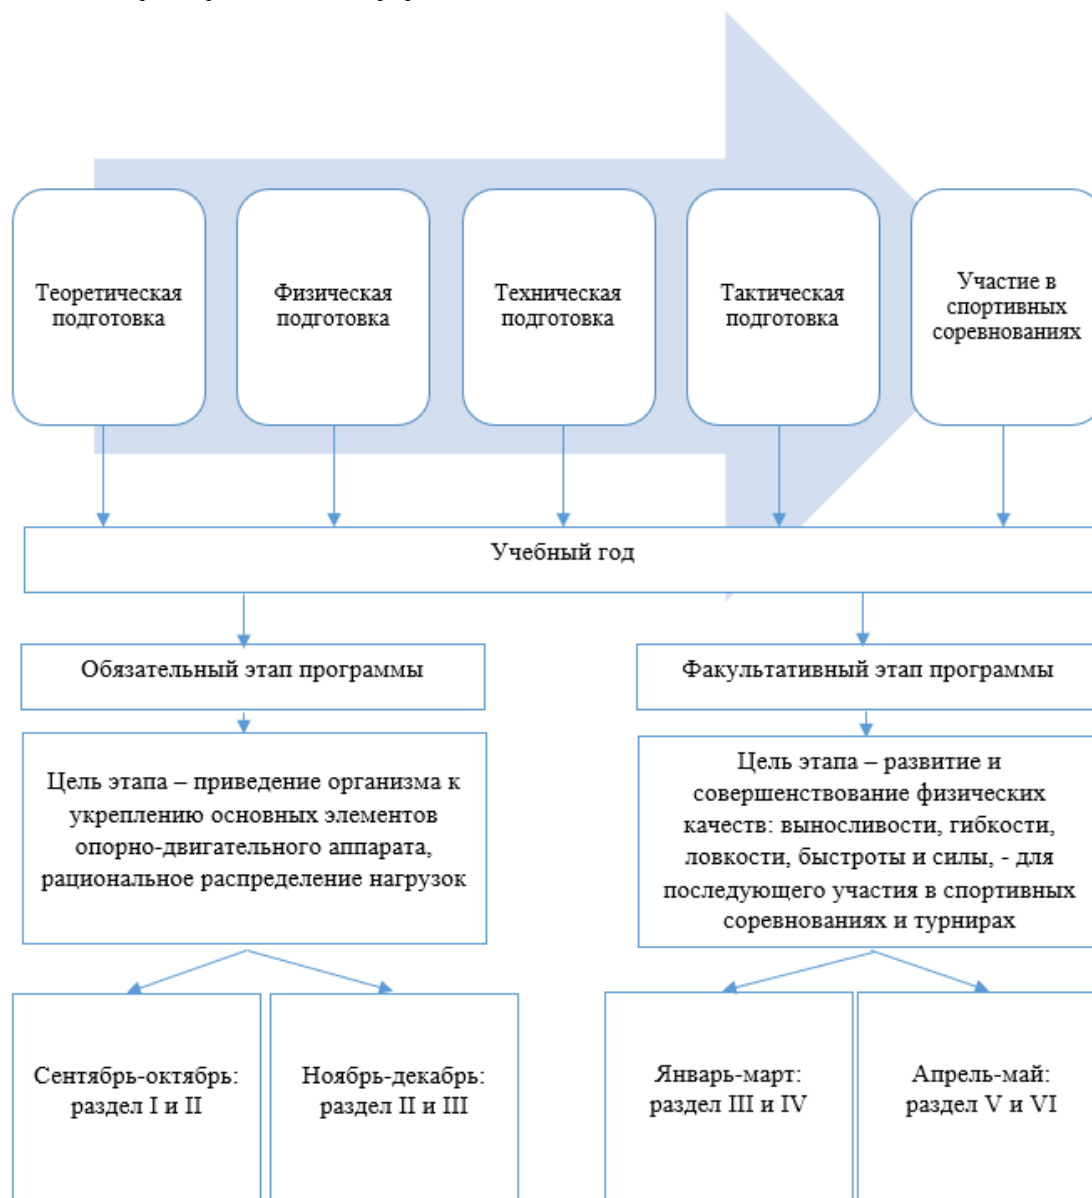 Теоретическая
подготовка
Физическая
подготовка
Техническая
подготовка
Тактическая
подготовка
Участие в
спортивных
соревнованиях
Учебный год
Обязательный этап программы
Факультативный этап программы
Цель этапа – приведение организма к
укреплению основных элементов
опорно-двигательного аппарата,
рациональное распределение нагрузок
Цель этапа – развитие и
совершенствование физических
качеств: выносливости, гибкости,
ловкости, быстроты и силы, - для
последующего участия в спортивных
соревнованиях и турнирах
Сентябрь-октябрь:
раздел I и II
Ноябрь-декабрь:
раздел II и III
Январь-март:
раздел III и IV
Апрель-май:
раздел V и VI